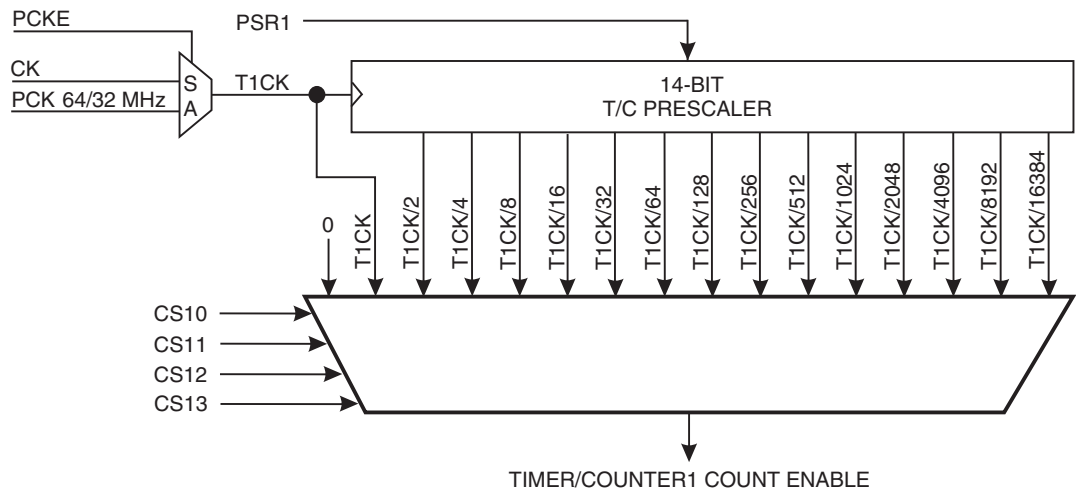 PCKE
PSR1
CK
PCK 64/32 MHz
S
A
T1CK
14-BIT
T/C PRESCALER
0
T1CK
T1CK/2
T1CK/4
T1CK/8
T1CK/16
T1CK/32
T1CK/64
T1CK/128
T1CK/256
T1CK/512
T1CK/1024
T1CK/2048
T1CK/4096
T1CK/8192
T1CK/16384
CS10
CS11
CS12
CS13
TIMER/COUNTER1 COUNT ENABLE